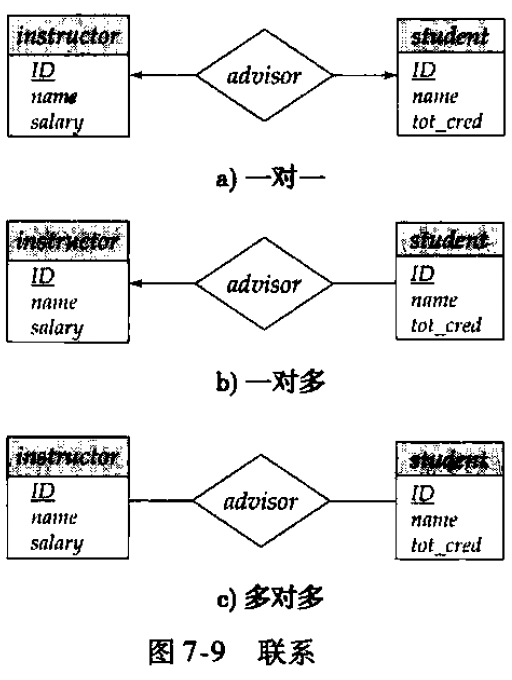 instructor student
ID advisor ID
name name
salary tot_cred
a) 一对一
instructor student
ID advisor ID
name name
salary tot_cred
b) 一对多
instructor student
ID advisor ID
name name
salary tot_cred
c) 多对多
图 7-9 联系